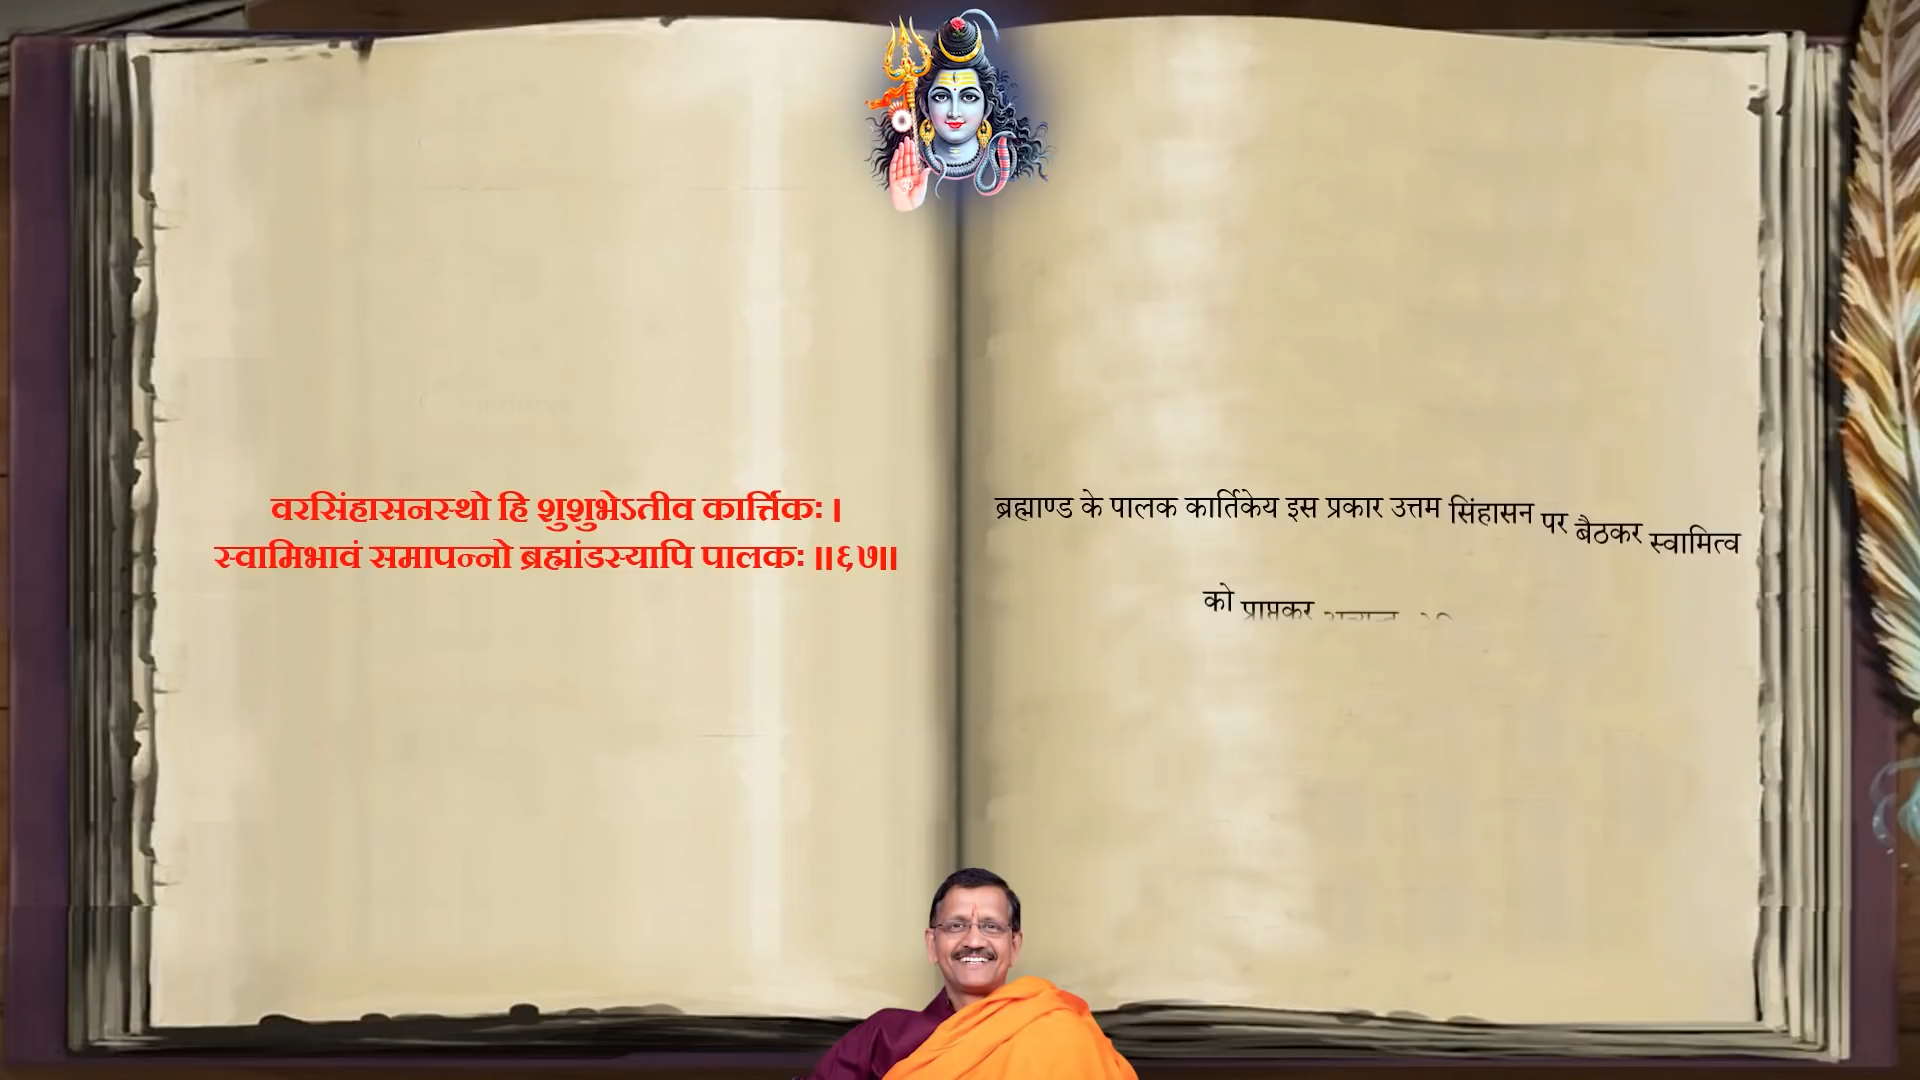 वरसिंहासनस्थो हि शुशुभेऽतीव कार्त्तिकः ।
स्वामिभावं समापन्नो ब्रह्मांडस्यापि पालकः ॥६७॥
ब्रह्माण्ड के पालक कार्तिकेय इस प्रकार उत्तम सिंहासन पर बैठकर स्वामित्व
को प्राप्तकर